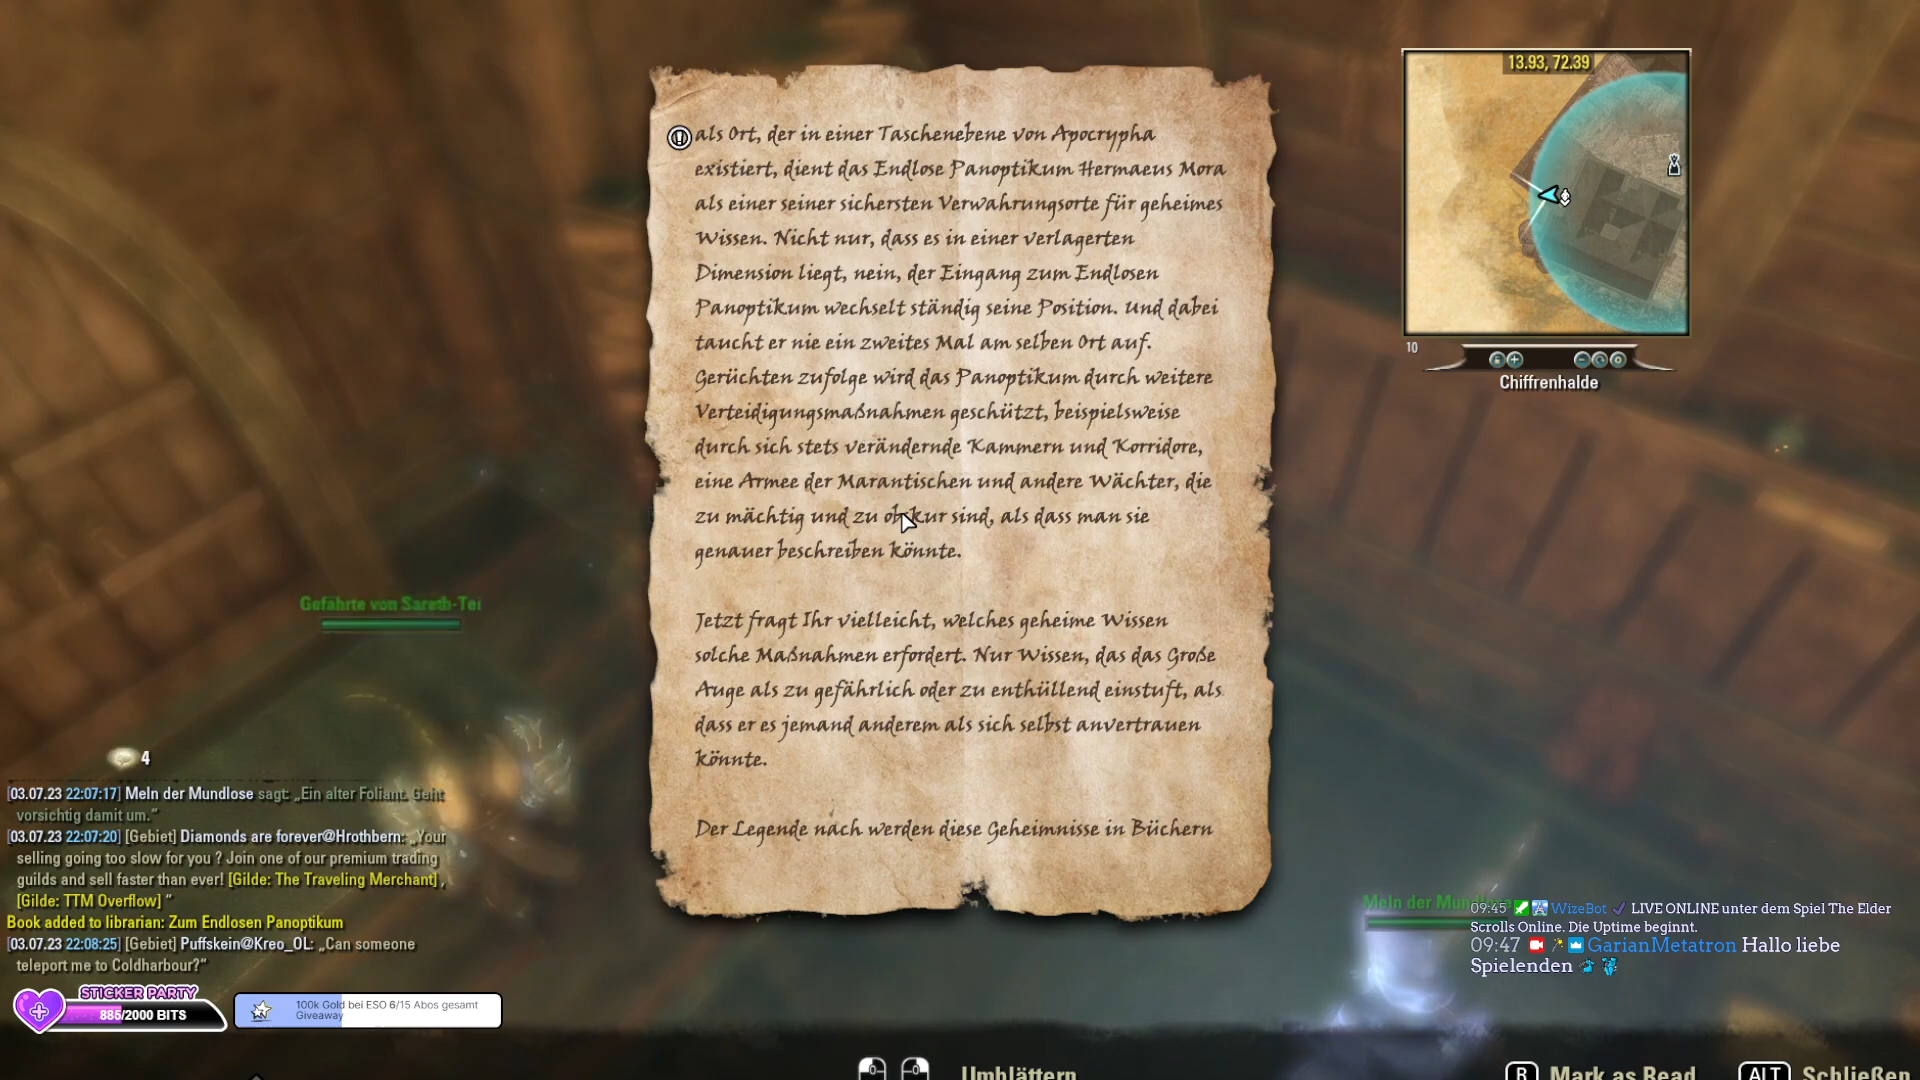 als Ort, der in einer Taschenebene von Apocrypha
existiert, dient das Endlose Panoptikum Hermaeus Mora
als einer seiner sichersten Verwahrungsorte für geheimes
Wissen. Nicht nur, dass es in einer verlagerten
Dimension liegt, nein, der Eingang zum Endlosen
Panoptikum wechselt ständig seine Position. Und dabei
taucht er nie ein zweites Mal am selben Ort auf.
Gerüchten zufolge wird das Panoptikum durch weitere
Verteidigungsmaßnahmen geschützt, beispielsweise
durch sich stets verändernde Kammern und Korridore,
eine Armee der Marantischen und andere Wächter, die
zu mächtig und zu obskur sind, als dass man sie
genauer beschreiben könnte.
Jetzt fragt Ihr vielleicht, welches geheime Wissen
solche Maßnahmen erfordert. Nur Wissen, das das Große
Auge als zu gefährlich oder zu enthüllend einstuft, als
dass er es jemand anderem als sich selbst anvertrauen
könnte.
Der Legende nach werden diese Geheimnisse in Büchern
13.93, 72.39
10
Chiffrenhalde
Gefährte von Sareth-Tei
4
[03.07.23 22:07:17] Meln der Mundlose sagt: „Ein alter Foliant. Geht
vorsichtig damit um.“
[03.07.23 22:07:20] [Gebiet] Diamonds are forever@Hrothbern: „Your
selling going too slow for you ? Join one of our premium trading
guilds and sell faster than ever! [Gilde: The Traveling Merchant] ,
[Gilde: TTM Overflow] “
Book added to librarian: Zum Endlosen Panoptikum
[03.07.23 22:08:25] [Gebiet] Puffskein@Kreo_OL: „Can someone
teleport me to Coldharbour?“
STICKER PARTY
885/2000 BITS
100k Gold bei ESO 6/15 Abos gesamt
Giveaway
Meln der Mundlose
09:45 WizeBot LIVE ONLINE unter dem Spiel The Elder
Scrolls Online. Die Uptime beginnt.
09:47 GarianMetatron Hallo liebe
Spielenden
Umblättern
R Mark as Read
ALT Schließen